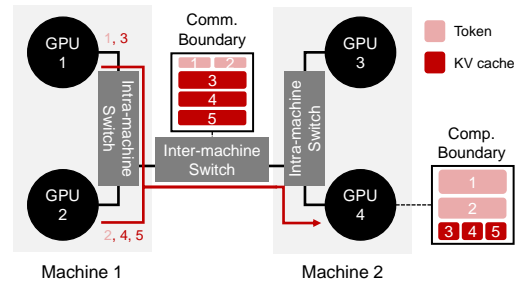 GPU
1
1, 3
Intra-machine
Switch
GPU
2
2, 4, 5
Machine 1
Comm.
Boundary
1 2
3
4
5
Inter-machine
Switch
GPU
3
Intra-machine
Switch
GPU
4
Machine 2
Token
KV cache
Comp.
Boundary
1
2
3 4 5